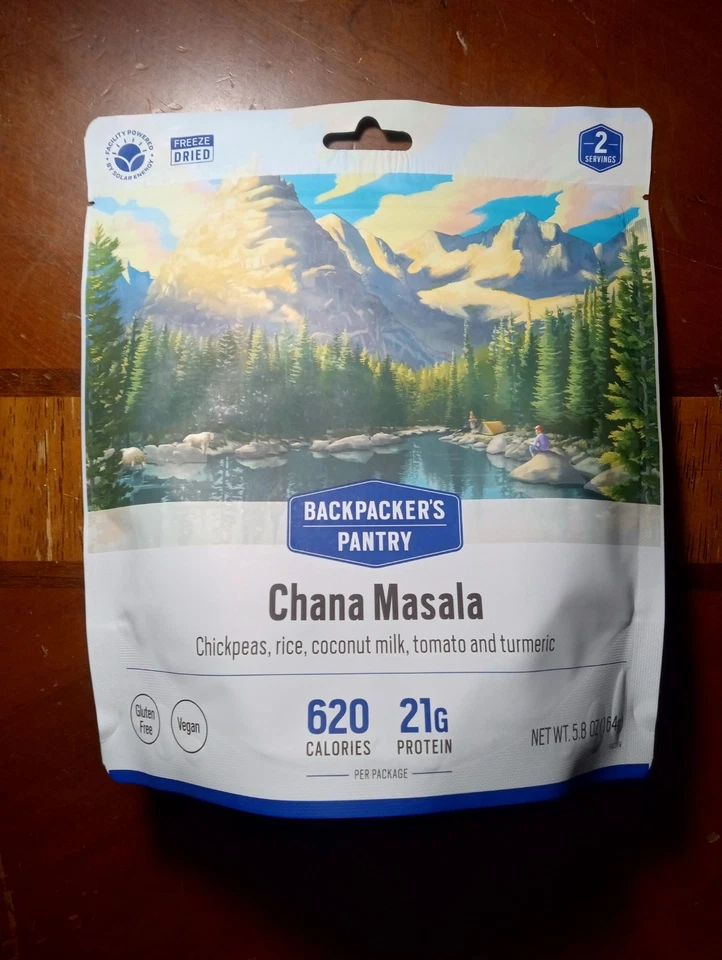 FACILITY POWERED
BY SOLAR ENERGY
FREEZE
DRIED
2
SERVINGS
BACKPACKER'S
PANTRY
Chana Masala
Chickpeas, rice, coconut milk, tomato and turmeric
Gluten
Free
Vegan
620
CALORIES
21G
PROTEIN
PER PACKAGE
NET WT. 5.8 OZ (164g)